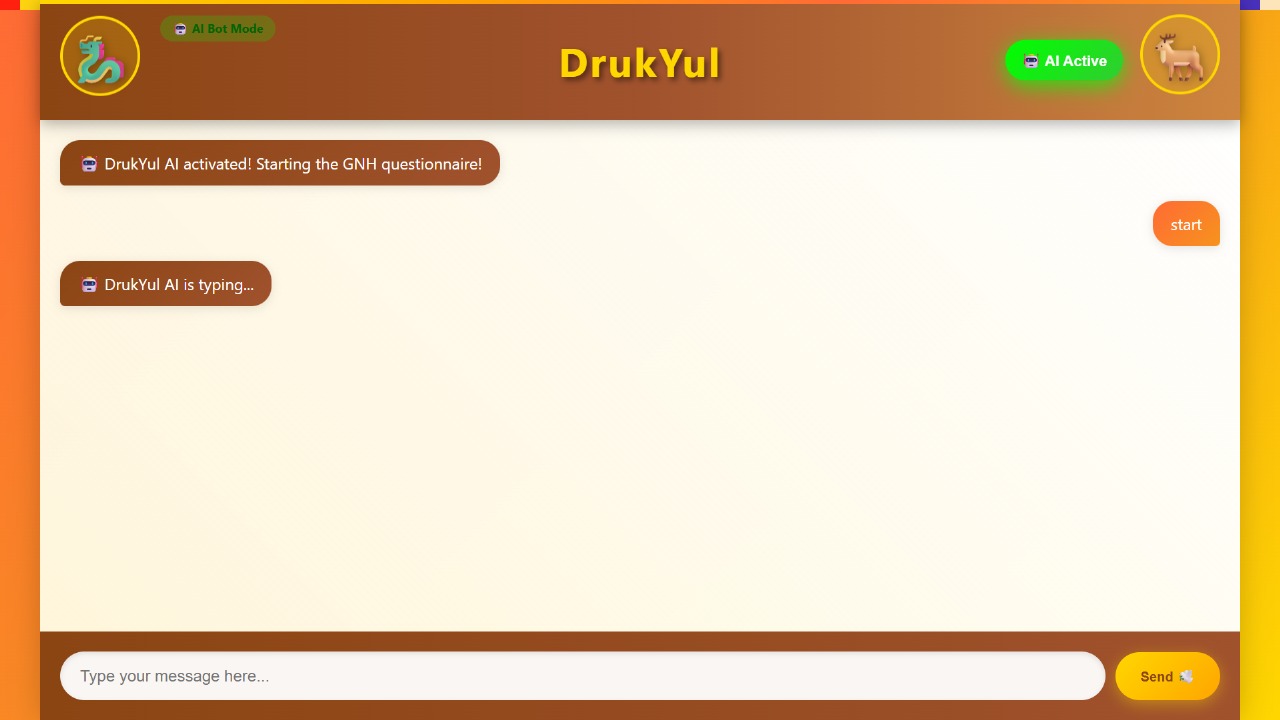 AI Bot Mode
DrukYul
AI Active
DrukYul AI activated! Starting the GNH questionnaire!
start
DrukYul AI is typing...
Type your message here...
Send